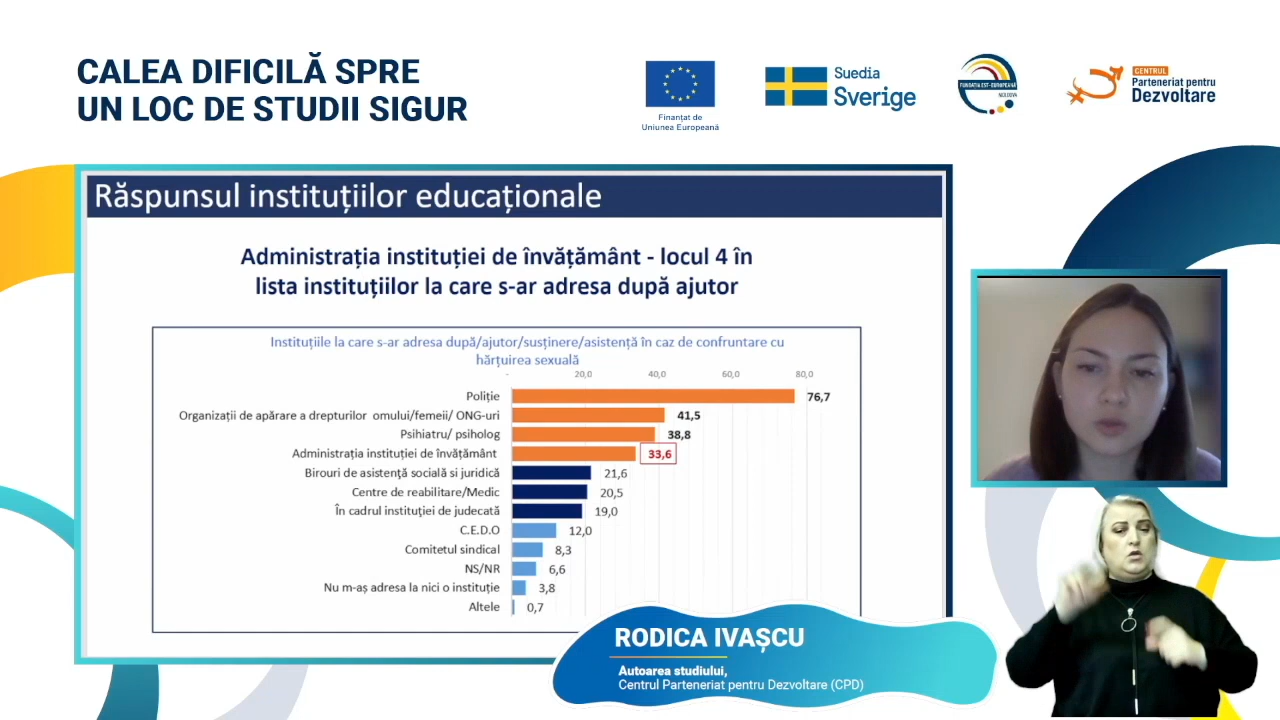 CALEA DIFICILĂ SPRE
UN LOC DE STUDII SIGUR
Finanțat de
Uniunea Europeană
Suedia
Sverige
FUNDAȚIA EST-EUROPEANĂ
MOLDOVA
CENTRUL
Parteneriat pentru
Dezvoltare
Răspunsul instituțiilor educaționale
Administrația instituției de învățământ - locul 4 în
lista instituțiilor la care s-ar adresa după ajutor
Instituțiile la care s-ar adresa după/ajutor/susținere/asistență în caz de confruntare cu
hărțuirea sexuală
- 20,0 40,0 60,0 80,0
Poliție 76,7
Organizații de apărare a drepturilor omului/femeii/ ONG-uri 41,5
Psihiatru/ psiholog 38,8
Administrația instituției de învățământ 33,6
Birouri de asistență socială si juridică 21,6
Centre de reabilitare/Medic 20,5
În cadrul instituției de judecată 19,0
C.E.D.O 12,0
Comitetul sindical 8,3
NS/NR 6,6
Nu m-aș adresa la nici o instituție 3,8
Altele 0,7
RODICA IVAȘCU
Autoarea studiului,
Centrul Parteneriat pentru Dezvoltare (CPD)